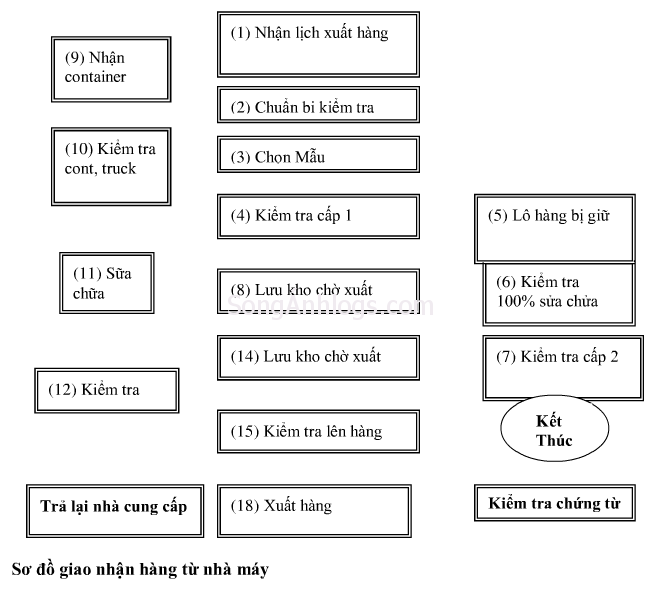 (1) Nhận lịch xuất hàng
(9) Nhận
container
(2) Chuẩn bi kiểm tra
(10) Kiểm tra
cont, truck
(3) Chọn Mẫu
(4) Kiểm tra cấp 1
(5) Lô hàng bị giữ
(11) Sữa
chữa
(8) Lưu kho chờ xuất
(6) Kiểm tra
100% sửa chửa
SongAnhlogs.com
(14) Lưu kho chờ xuất
(7) Kiểm tra cấp 2
(12) Kiểm tra
(15) Kiểm tra lên hàng
Kết
Thúc
Trả lại nhà cung cấp
(18) Xuất hàng
Kiểm tra chứng từ
Sơ đồ giao nhận hàng từ nhà máy